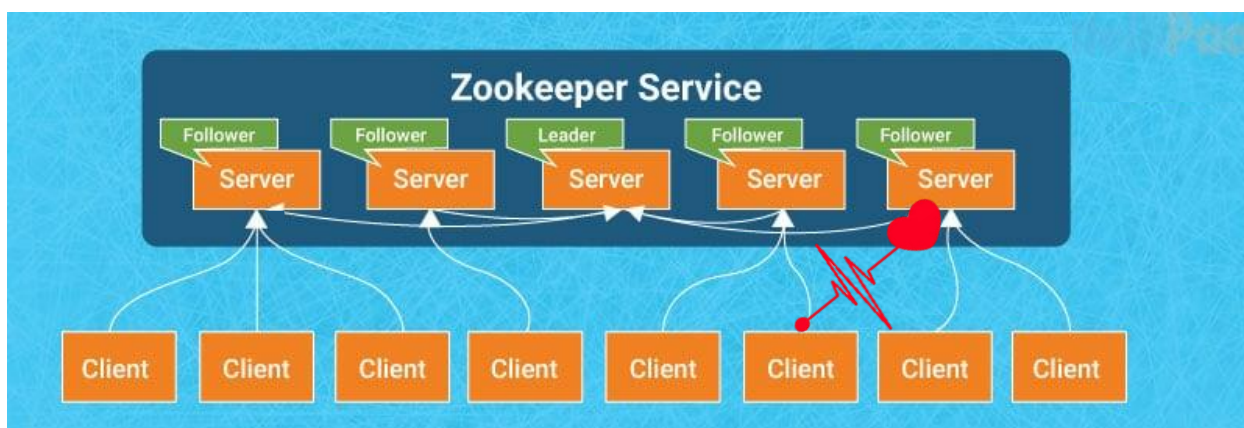 Zookeeper Service
Follower
Follower
Leader
Follower
Follower
Server
Server
Server
Server
Server
Client
Client
Client
Client
Client
Client
Client
Client